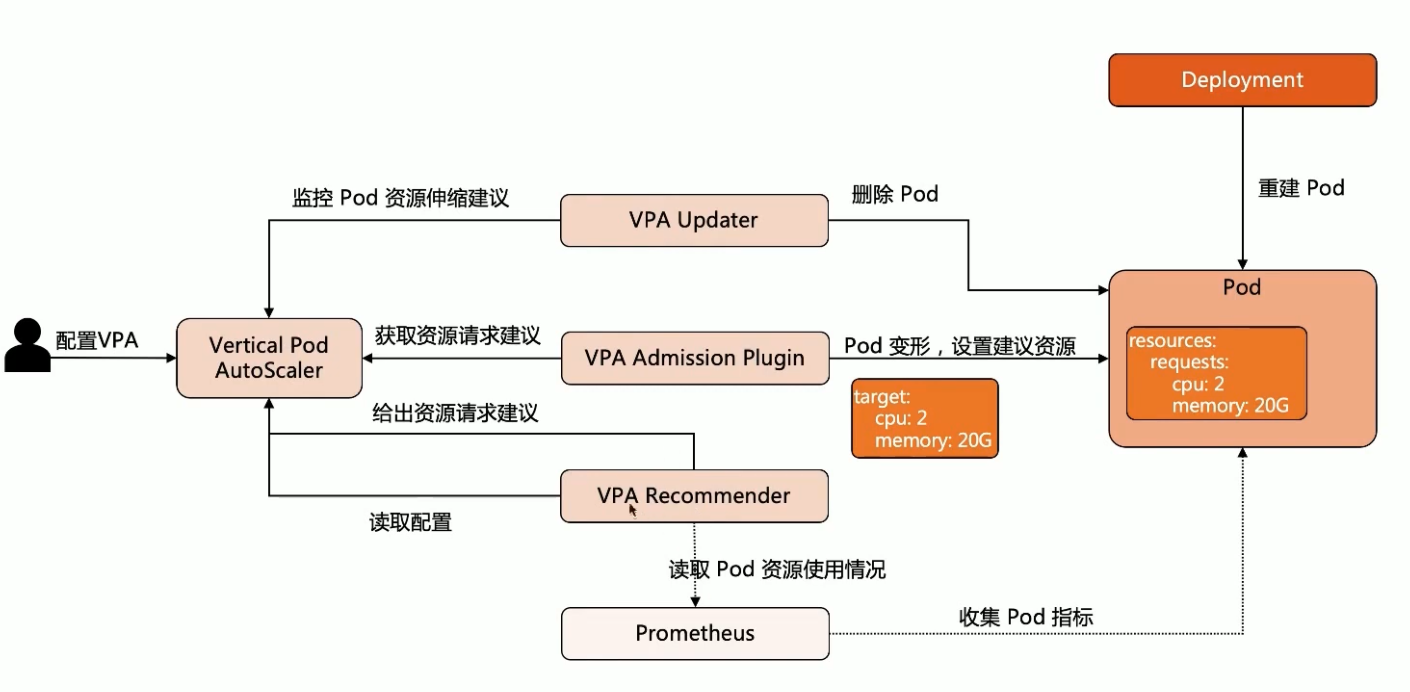 Deployment
重建 Pod
监控 Pod 资源伸缩建议
VPA Updater
删除 Pod
Pod
resources:
requests:
cpu: 2
memory: 20G
配置VPA
Vertical Pod
AutoScaler
获取资源请求建议
VPA Admission Plugin
Pod 变形，设置建议资源
target:
cpu: 2
memory: 20G
给出资源请求建议
VPA Recommender
读取配置
读取 Pod 资源使用情况
Prometheus
收集 Pod 指标